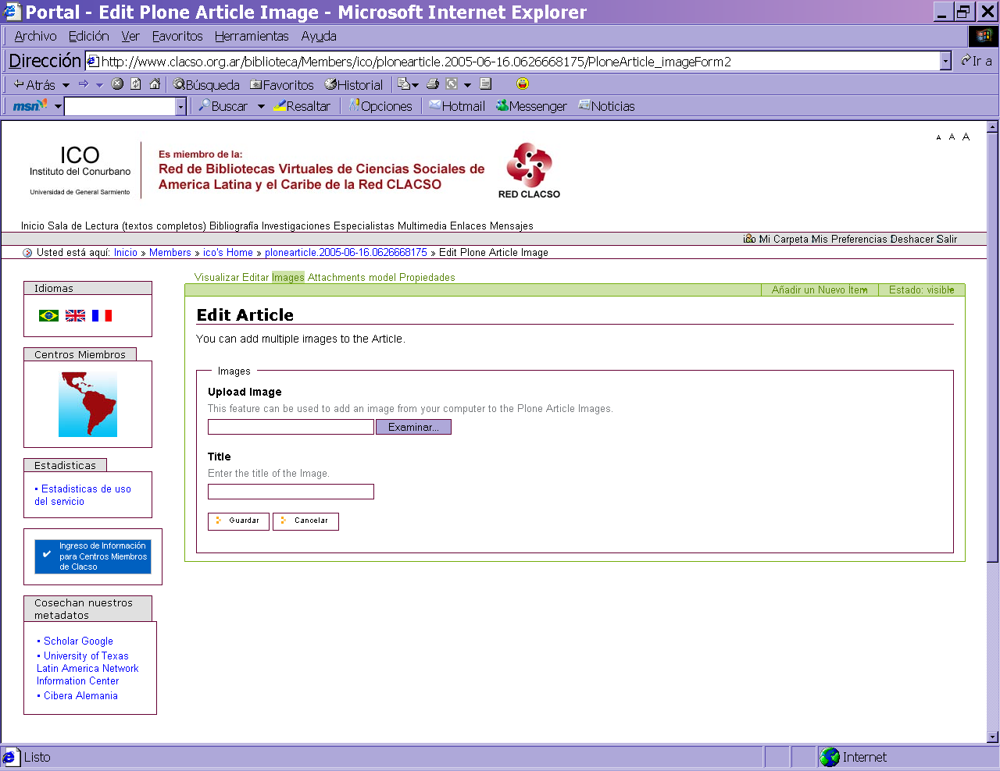 Portal - Edit Plone Article Image - Microsoft Internet Explorer
Archivo Edición Ver Favoritos Herramientas Ayuda
Dirección http://www.clacso.org.ar/biblioteca/Members/ico/plonearticle.2005-06-16.0626668175/PloneArticle_imageForm2 Ir a
Atrás Búsqueda Favoritos Historial
msn Buscar Resaltar Opciones Hotmail Messenger Noticias
A A A
ICO
Instituto del Conurbano
Universidad de General Sarmiento
Es miembro de la:
Red de Bibliotecas Virtuales de Ciencias Sociales de
America Latina y el Caribe de la Red CLACSO
RED CLACSO
Inicio Sala de Lectura (textos completos) Bibliografía Investigaciones Especialistas Multimedia Enlaces Mensajes
ico Mi Carpeta Mis Preferencias Deshacer Salir
Usted está aquí: Inicio » Members » ico's Home » plonearticle.2005-06-16.0626668175 » Edit Plone Article Image
Idiomas
Centros Miembros
Estadisticas
▪ Estadisticas de uso
del servicio
Ingreso de Información
para Centros Miembros
de Clacso
Cosechan nuestros
metadatos
▪ Scholar Google
▪ University of Texas
Latin America Network
Information Center
▪ Cibera Alemania
Visualizar Editar Images Attachments model Propiedades
Añadir un Nuevo Ítem Estado: visible
Edit Article
You can add multiple images to the Article.
Images
Upload Image
This feature can be used to add an image from your computer to the Plone Article Images.
Examinar...
Title
Enter the title of the Image.
Guardar Cancelar
Listo Internet